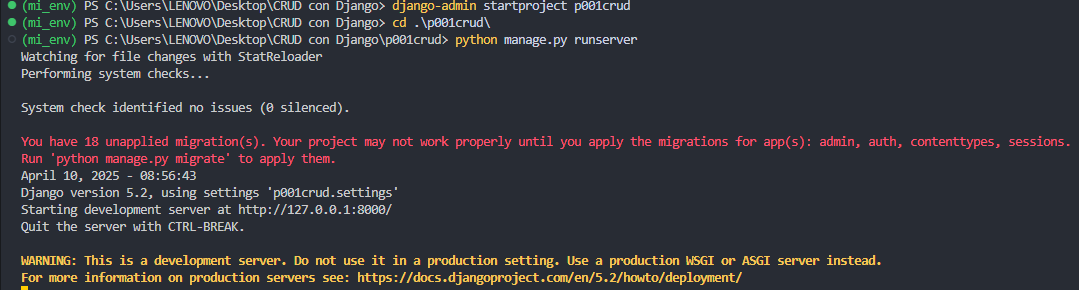 (mi_env) PS C:\Users\LENOVO\Desktop\CRUD con Django> django-admin startproject p001crud
(mi_env) PS C:\Users\LENOVO\Desktop\CRUD con Django> cd .\p001crud\
(mi_env) PS C:\Users\LENOVO\Desktop\CRUD con Django\p001crud> python manage.py runserver
Watching for file changes with StatReloader
Performing system checks...
System check identified no issues (0 silenced).
You have 18 unapplied migration(s). Your project may not work properly until you apply the migrations for app(s): admin, auth, contenttypes, sessions.
Run 'python manage.py migrate' to apply them.
April 10, 2025 - 08:56:43
Django version 5.2, using settings 'p001crud.settings'
Starting development server at http://127.0.0.1:8000/
Quit the server with CTRL-BREAK.
WARNING: This is a development server. Do not use it in a production setting. Use a production WSGI or ASGI server instead.
For more information on production servers see: https://docs.djangoproject.com/en/5.2/howto/deployment/